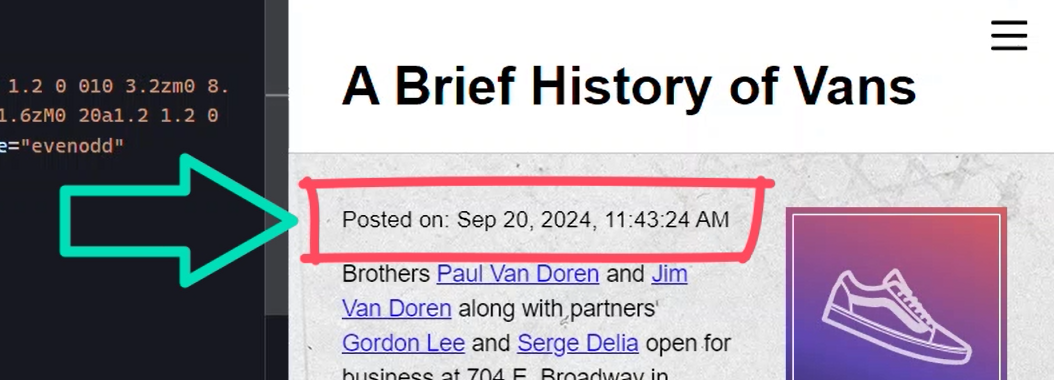 1.2 0 010 3.2zm0 8.
1.6zM0 20a1.2 1.2 0
e="evenodd"
A Brief History of Vans
Posted on: Sep 20, 2024, 11:43:24 AM
Brothers Paul Van Doren and Jim
Van Doren along with partners'
Gordon Lee and Serge Delia open for
business at 704 E. Broadway in